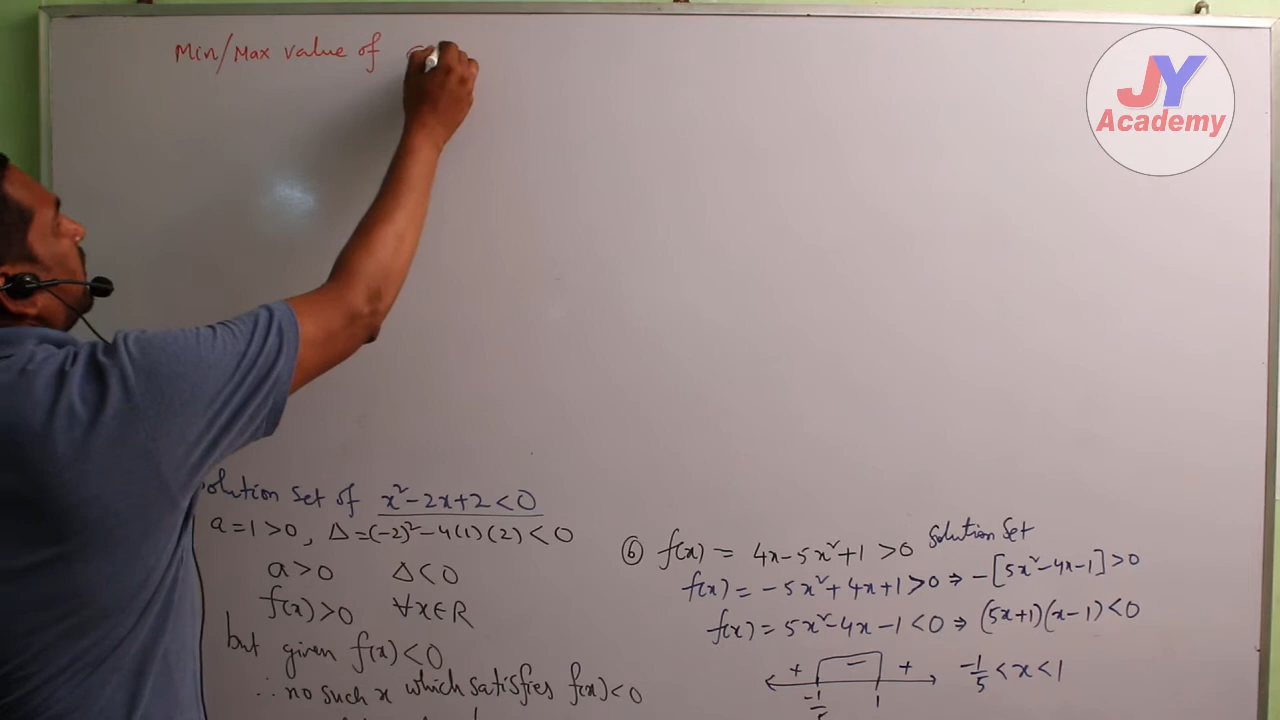 Min/Max value of
JY
Academy
solution set of x²-2x+2<0
a=1>0, Δ=(-2)²-4(1)(2)<0
a>0 Δ<0
f(x)>0 ∀x∈R
but given f(x)<0
∴ no such x which satisfies f(x)<0
⑥ f(x) = 4x-5x²+1>0 Solution Set
f(x) = -5x²+4x+1>0 ⇒ -[5x²-4x-1]>0
f(x) = 5x²-4x-1<0 ⇒ (5x+1)(x-1)<0
+ - + -1/5<x<1
-1/5 1